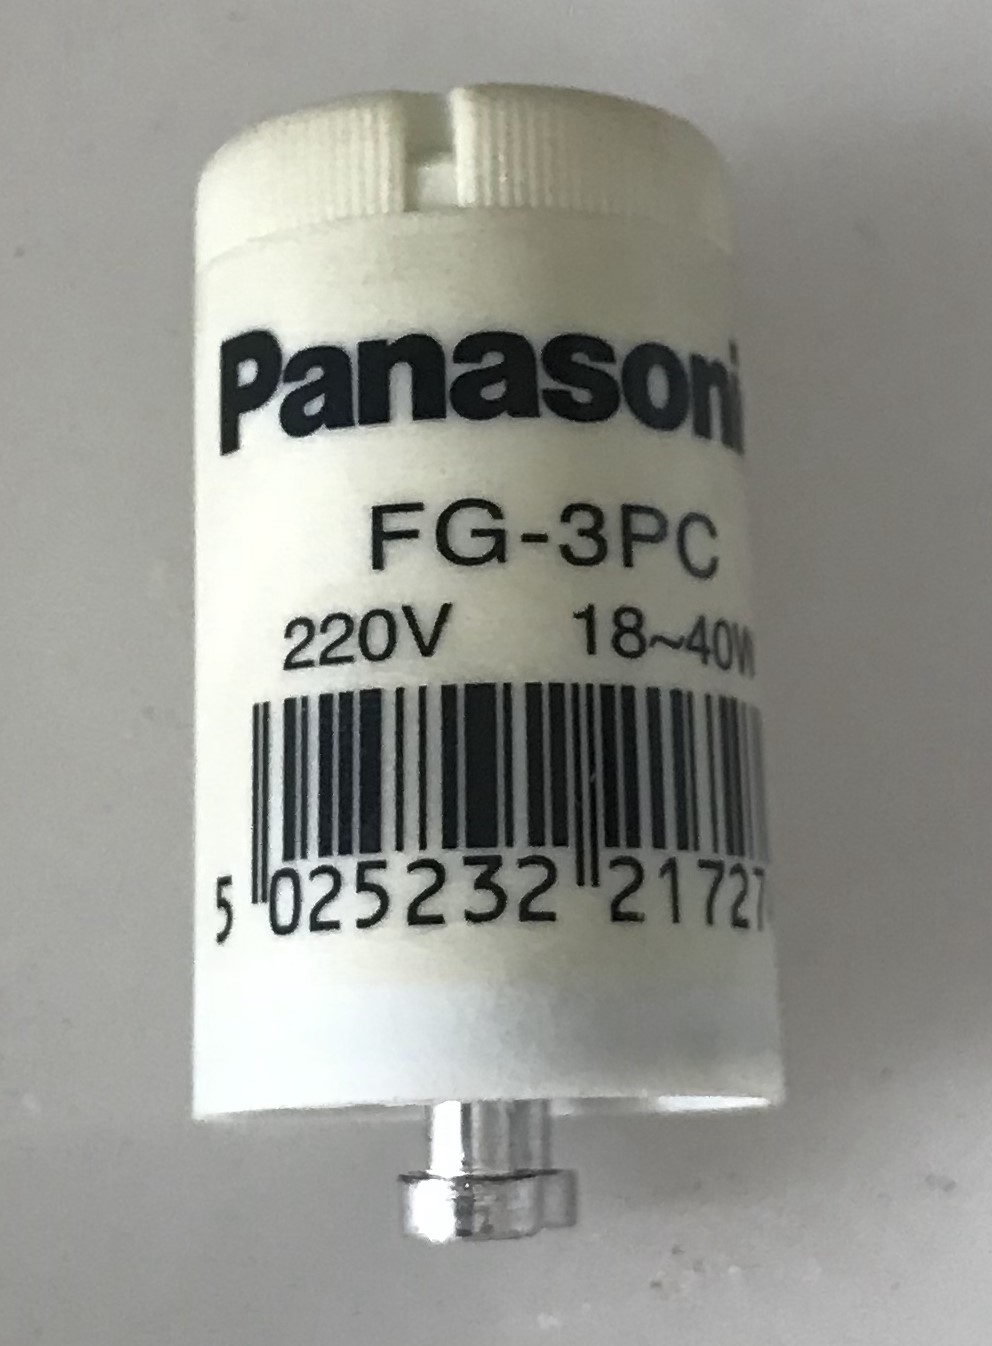 Panasoni
FG-3PC
220V 18~40W
5 025232 21727